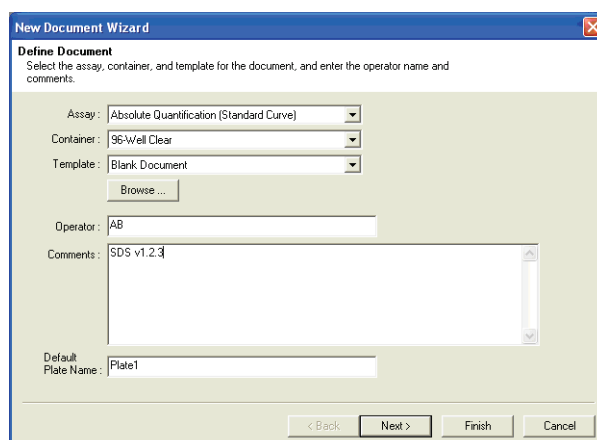 New Document Wizard
Define Document
Select the assay, container, and template for the document, and enter the operator name and
comments.
Assay : Absolute Quantification (Standard Curve)
Container : 96-Well Clear
Template : Blank Document
Browse ...
Operator : AB
Comments : SDS v1.2.3
Default
Plate Name : Plate1
< Back Next > Finish Cancel